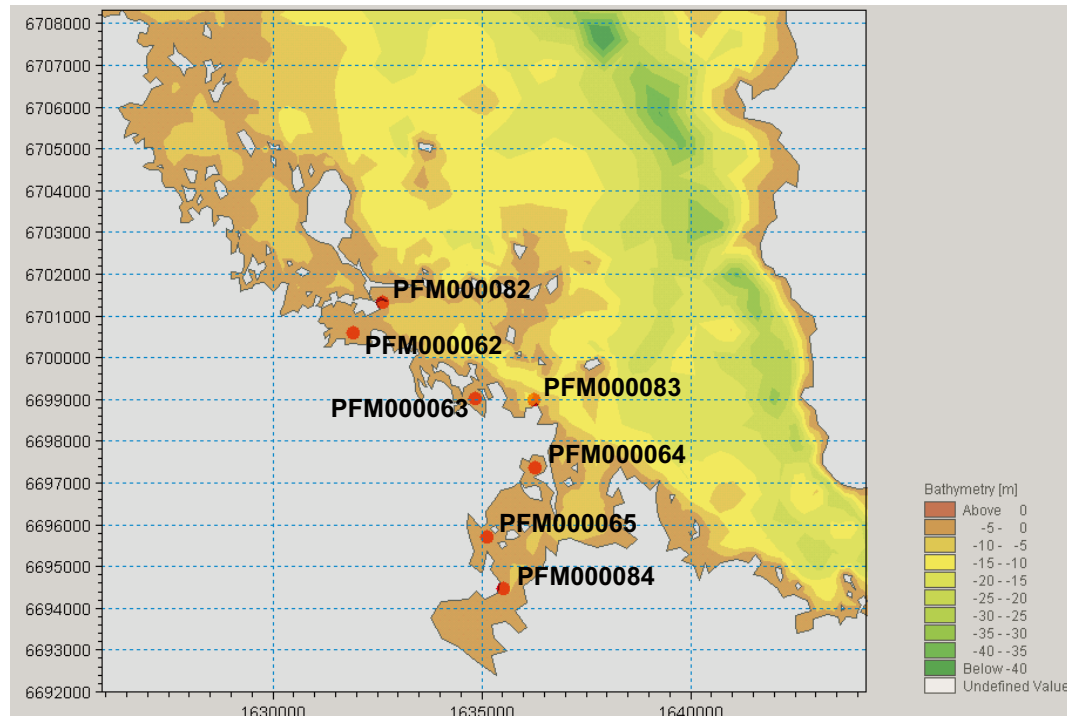 6708000
6707000
6706000
6705000
6704000
6703000
6702000
6701000
6700000
6699000
6698000
6697000
6696000
6695000
6694000
6693000
6692000
1630000
1635000
1640000
PFM000082
PFM000062
PFM000083
PFM000063
PFM000064
PFM000065
PFM000084
Bathymetry [m]
Above 0
-5 - 0
-10 - -5
-15 - -10
-20 - -15
-25 - -20
-30 - -25
-35 - -30
-40 - -35
Below -40
Undefined Value